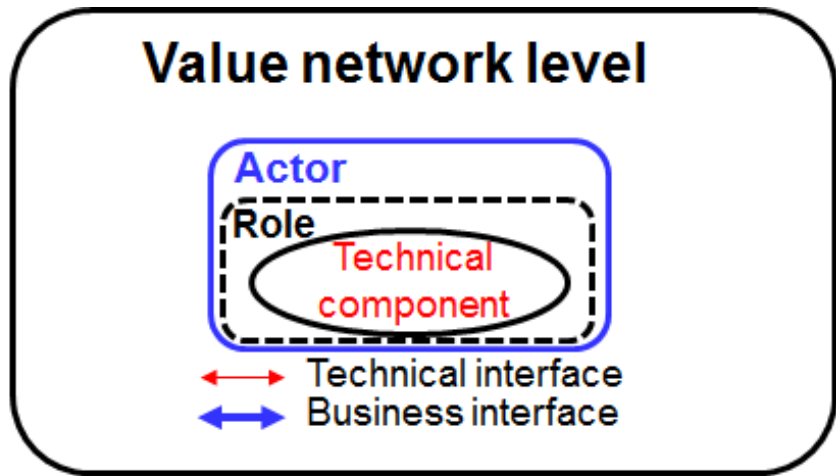 Value network level
Actor
Role
Technical
component
Technical interface
Business interface